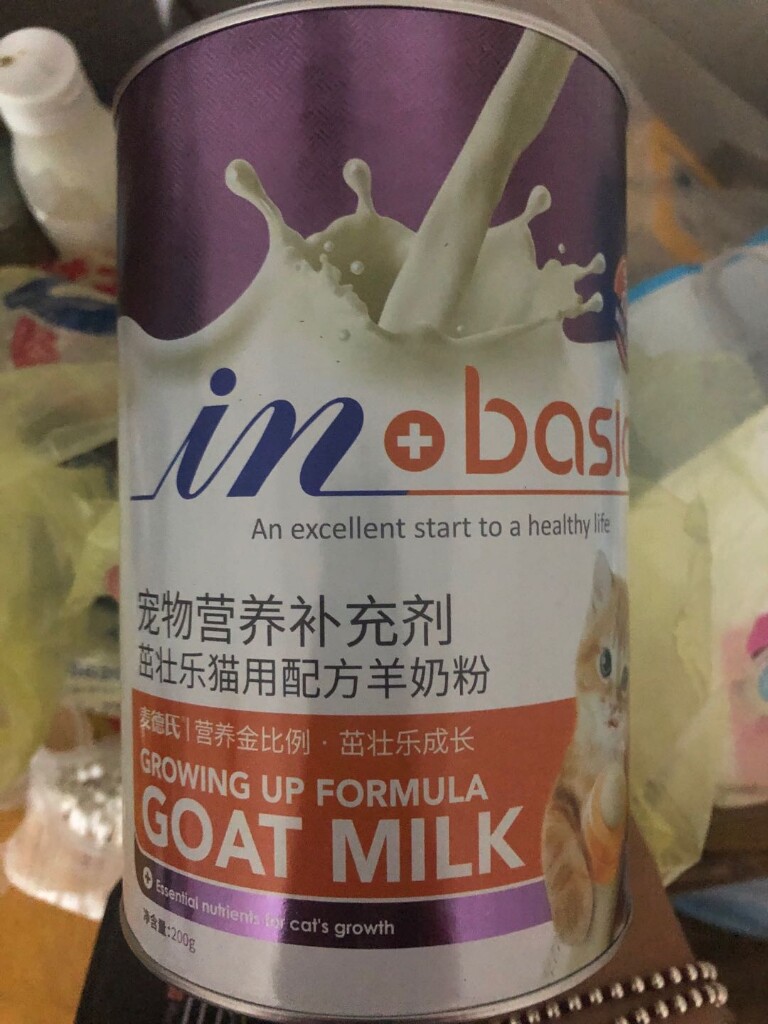 in+basic
An excellent start to a healthy life
宠物营养补充剂
茁壮乐猫用配方羊奶粉
麦德氏|营养金比例·茁壮乐成长
GROWING UP FORMULA
GOAT MILK
Essential nutrients for cat's growth
净含量:200g